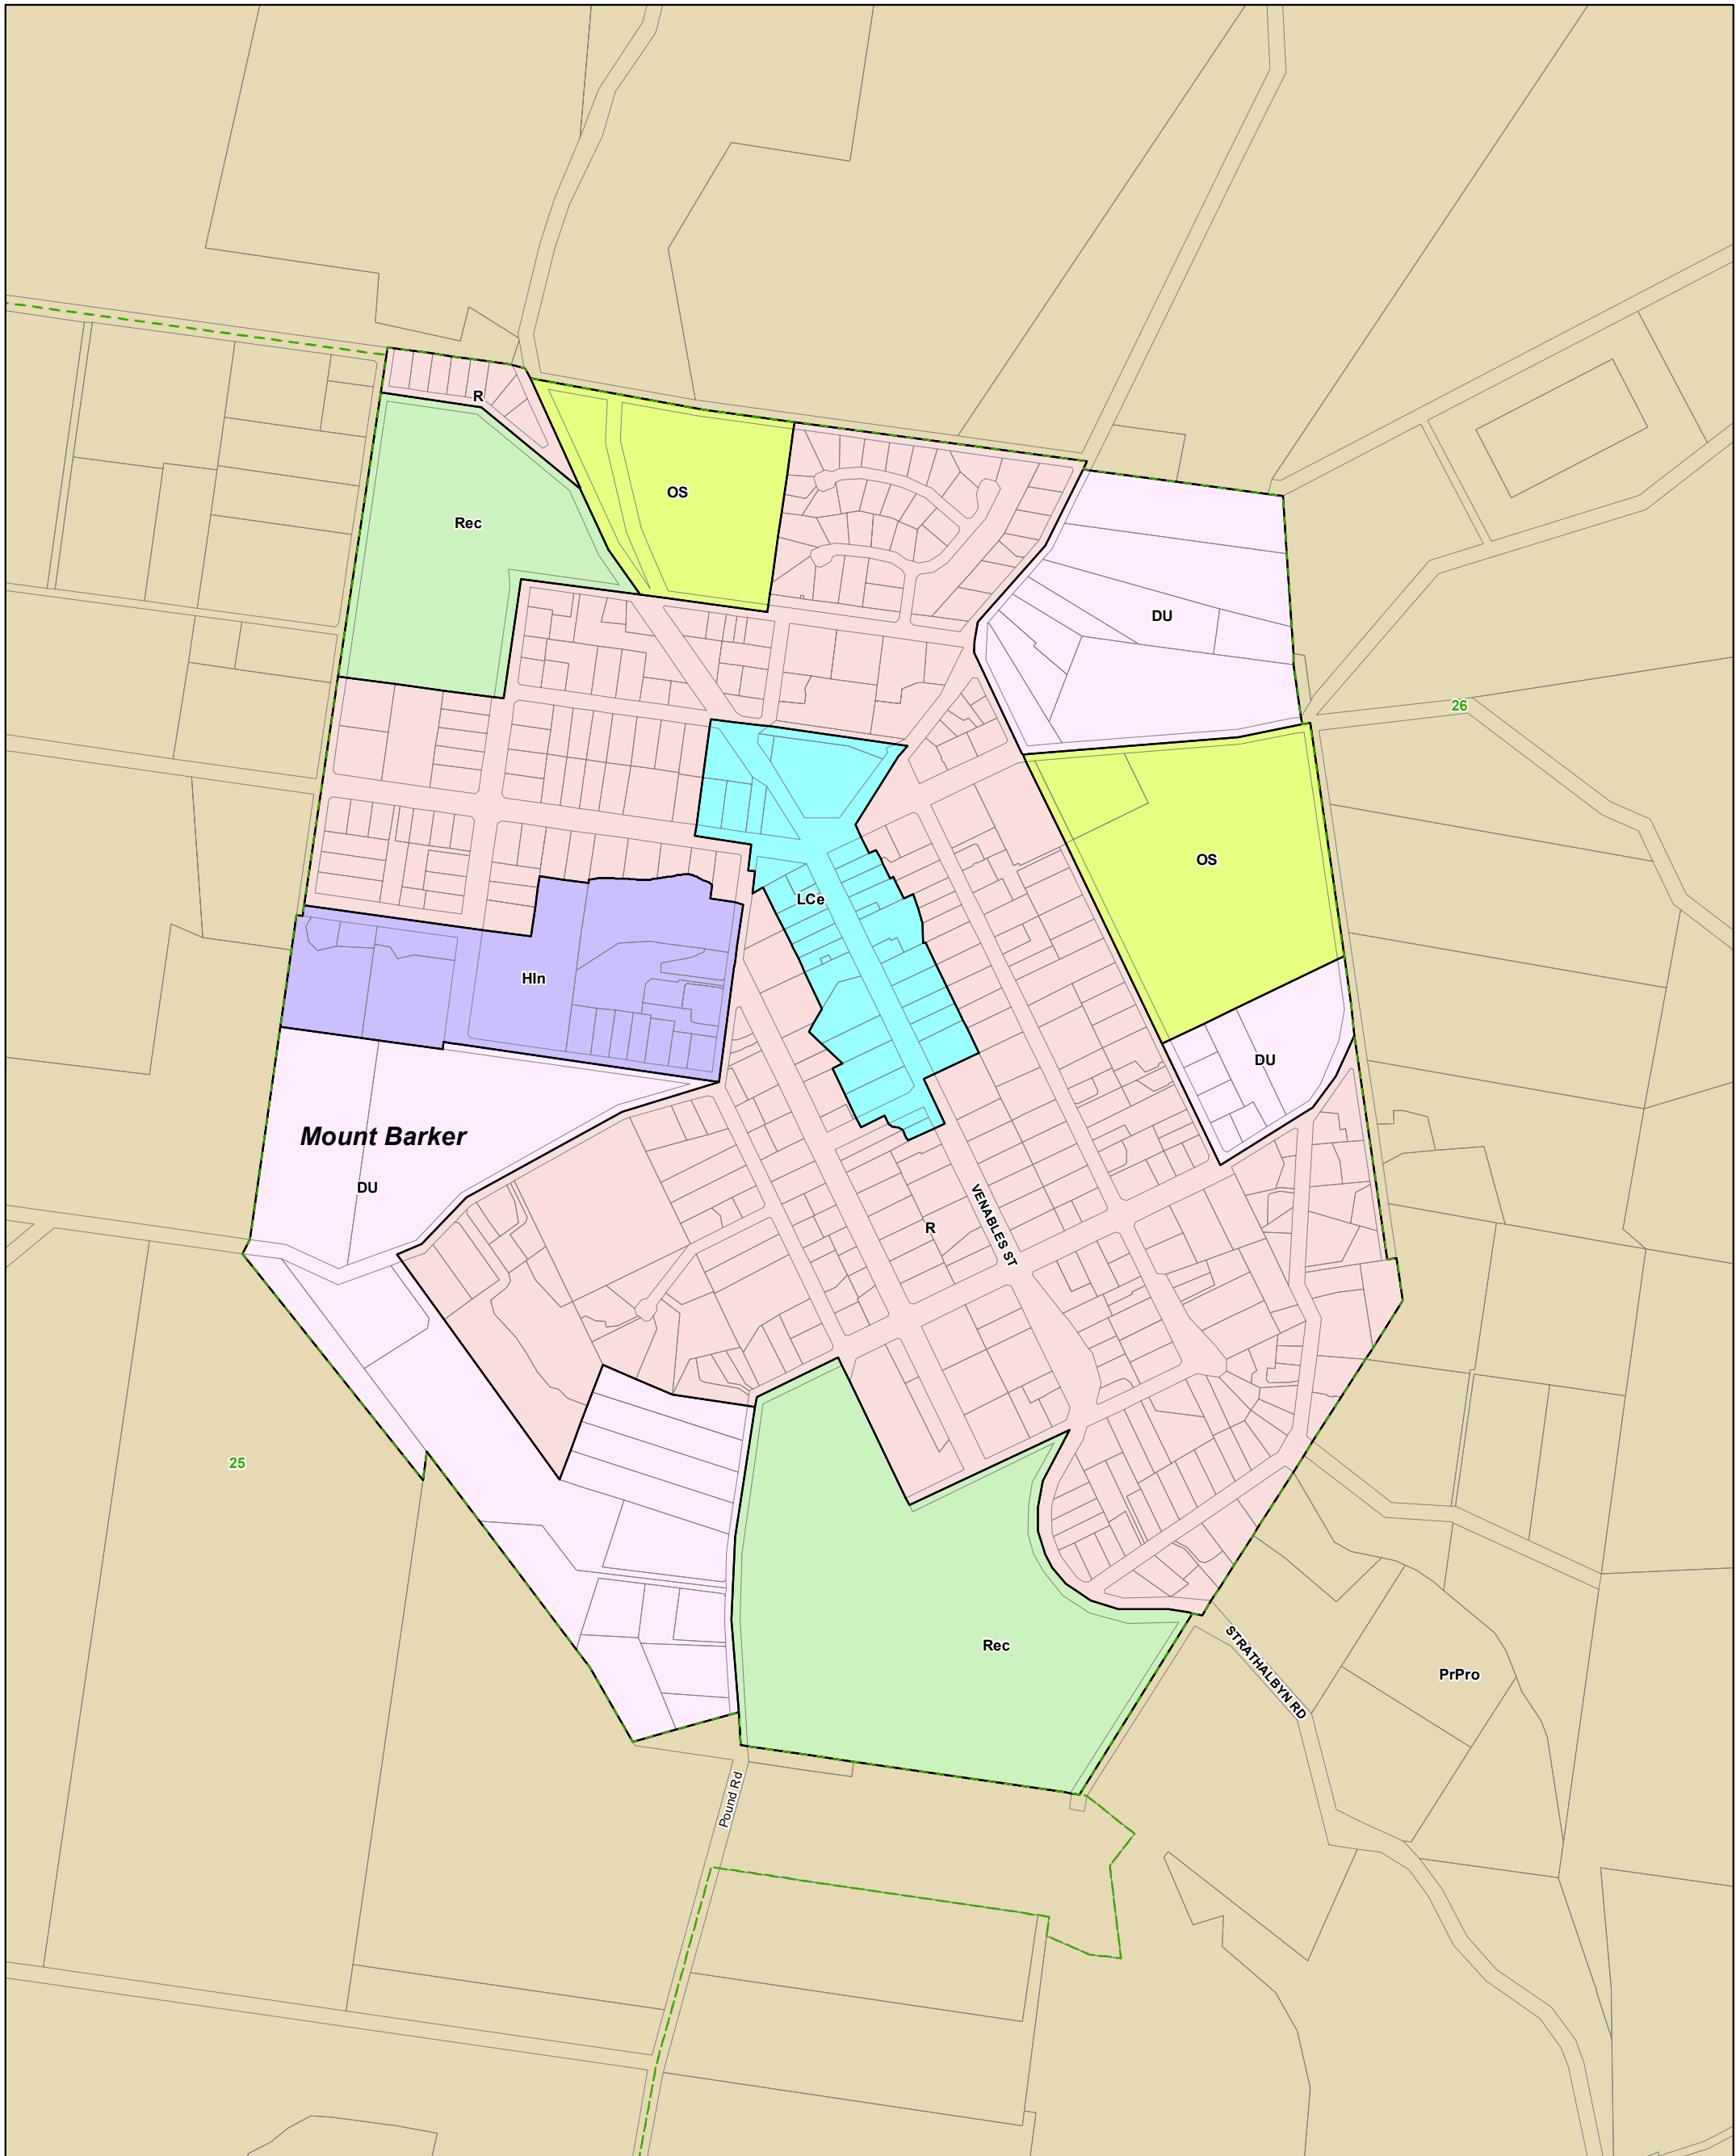 R
OS
Rec
DU
26
OS
LCe
HIn
DU
Mount Barker
DU
R
VENABLES ST
25
Rec
STRATHALBYN RD
PrPro
Pound Rd